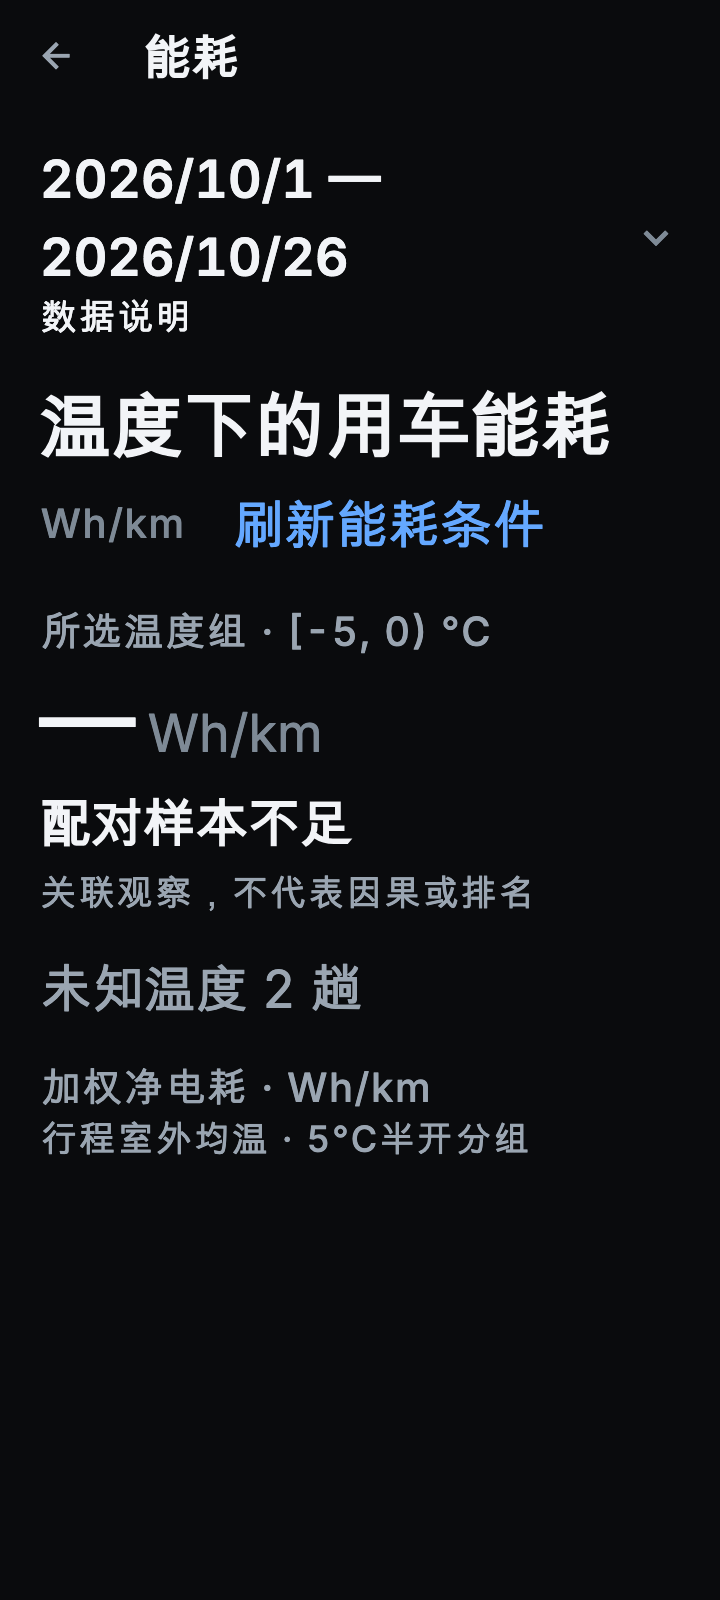 能耗
2026/10/1 —
2026/10/26
数据说明
温度下的用车能耗
Wh/km 刷新能耗条件
所选温度组 · [-5, 0) °C
— Wh/km
配对样本不足
关联观察，不代表因果或排名
未知温度 2 趟
加权净电耗 · Wh/km
行程室外均温 · 5°C半开分组